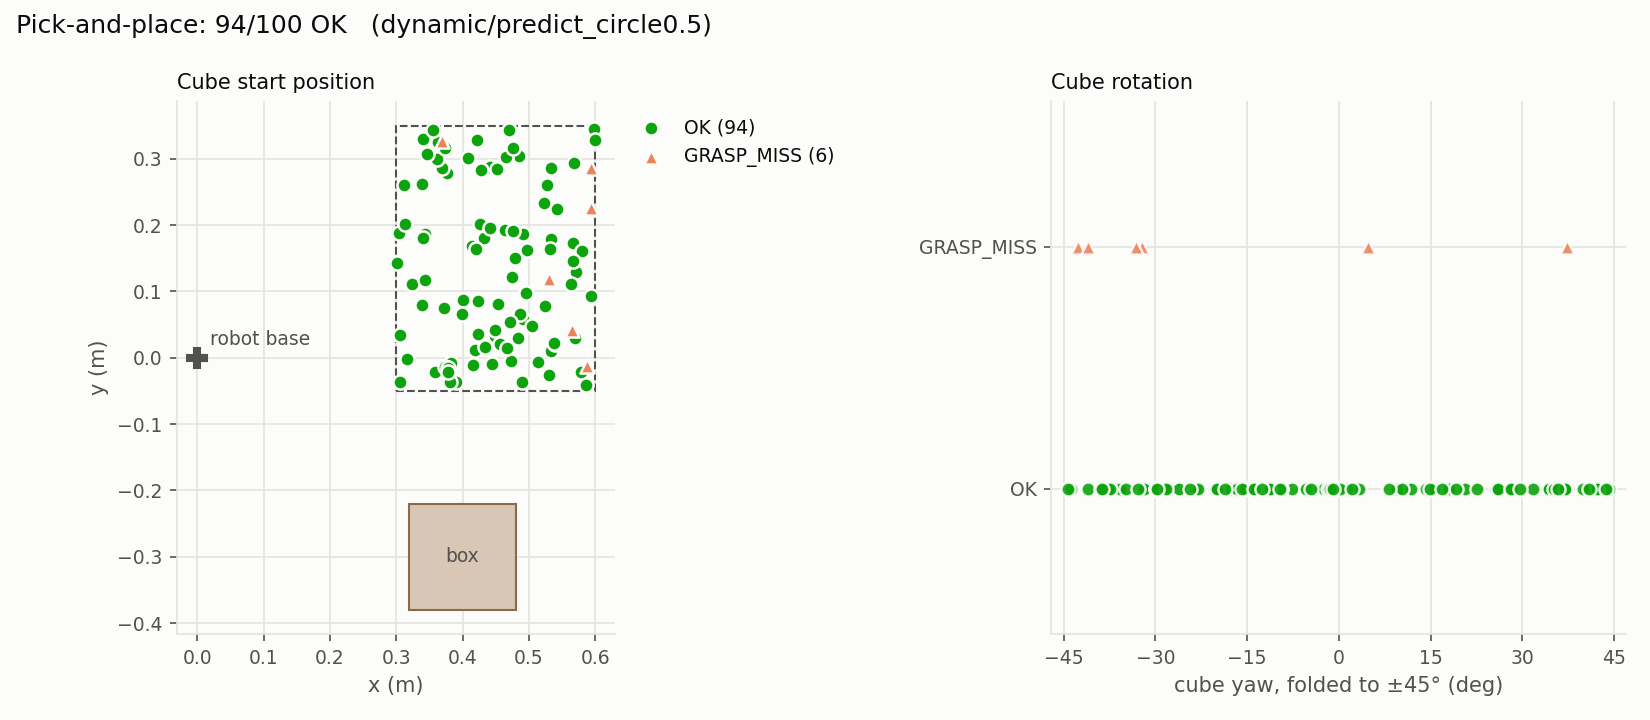 Pick-and-place: 94/100 OK   (dynamic/predict_circle0.5)
Cube start position
OK (94)
GRASP_MISS (6)
0.3
0.2
0.1
0.0
−0.1
−0.2
−0.3
−0.4
y (m)
robot base
box
0.0 0.1 0.2 0.3 0.4 0.5 0.6
x (m)
Cube rotation
GRASP_MISS
OK
−45 −30 −15 0 15 30 45
cube yaw, folded to ±45° (deg)